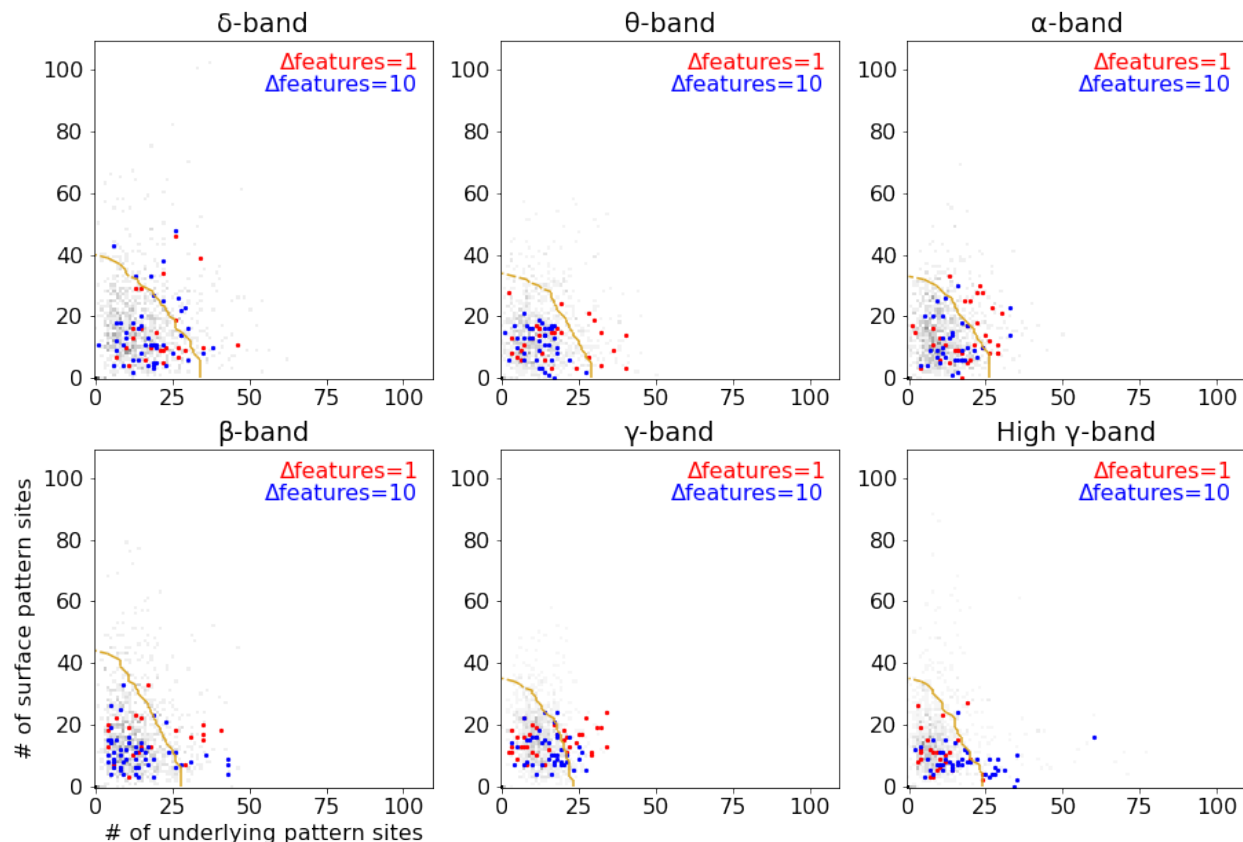 δ-band
θ-band
α-band
Δfeatures=1
Δfeatures=10
Δfeatures=1
Δfeatures=10
Δfeatures=1
Δfeatures=10
100
80
60
40
20
0
0 25 50 75 100
100
80
60
40
20
0
0 25 50 75 100
100
80
60
40
20
0
0 25 50 75 100
β-band
γ-band
High γ-band
Δfeatures=1
Δfeatures=10
Δfeatures=1
Δfeatures=10
Δfeatures=1
Δfeatures=10
# of surface pattern sites
100
80
60
40
20
0
0 25 50 75 100
100
80
60
40
20
0
0 25 50 75 100
100
80
60
40
20
0
0 25 50 75 100
# of underlying pattern sites